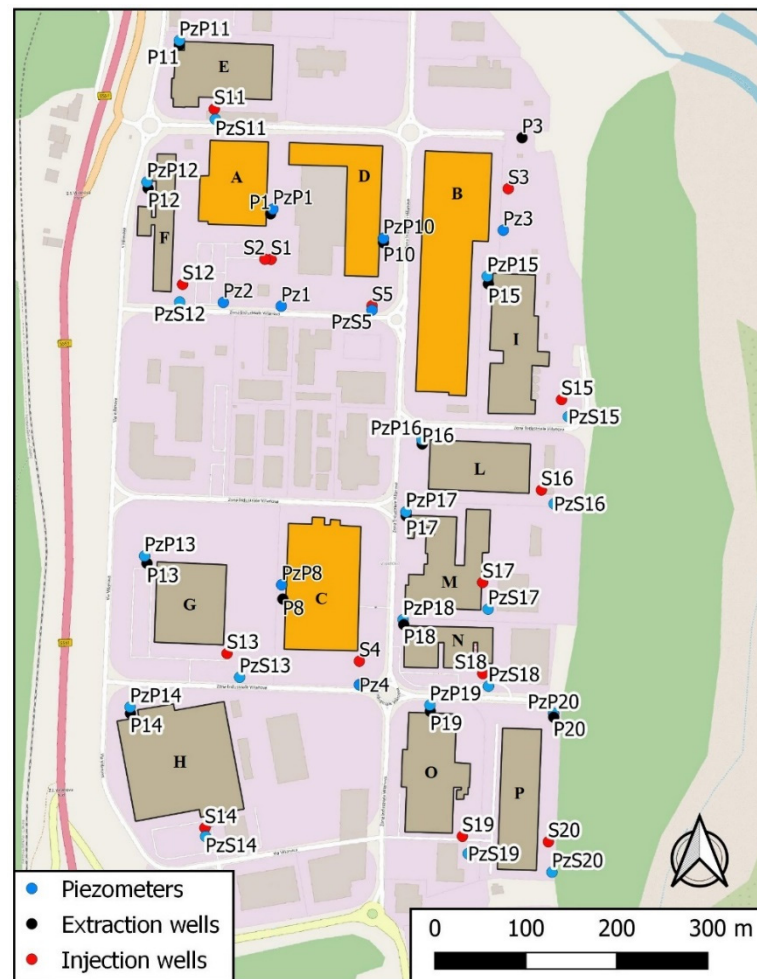 PzP11
P11
E
S11
PzS11
P3
PzP12
P12
A
D
B
S3
P1
PzP1
PzP10
P10
Pz3
F
S2
S1
PzP15
P15
S12
PzS12
Pz2
Pz1
S5
PzS5
I
S15
PzS15
PzP16
P16
L
S16
PzS16
PzP17
P17
PzP13
P13
G
PzP8
P8
C
M
S17
PzS17
PzP18
P18
N
S13
PzS13
S4
Pz4
S18
PzS18
PzP14
P14
H
PzP19
P19
PzP20
P20
O
P
S14
PzS14
S19
PzS19
S20
PzS20
Piezometers
Extraction wells
Injection wells
0 100 200 300 m